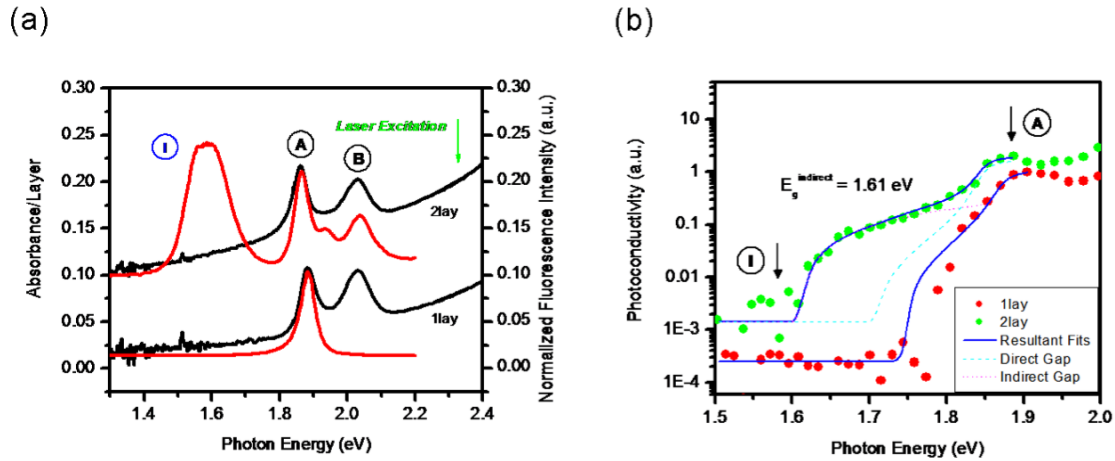 (a)
(b)
Absorbance/Layer
0.30
0.25
0.20
0.15
0.10
0.05
0.00
I
A
B
Laser Excitation
2lay
1lay
0.30
0.25
0.20
0.15
0.10
0.05
0.00
Normalized Fluorescence Intensity (a.u.)
1.4 1.6 1.8 2.0 2.2 2.4
Photon Energy (eV)
Photoconductivity (a.u.)
10
1
0.1
0.01
1E-3
1E-4
A
E_g^indirect = 1.61 eV
I
1lay
2lay
Resultant Fits
Direct Gap
Indirect Gap
1.5 1.6 1.7 1.8 1.9 2.0
Photon Energy (eV)